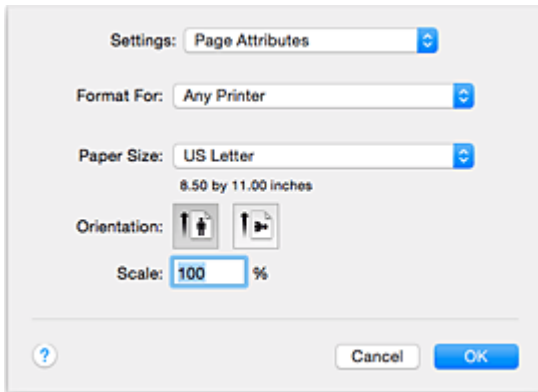 Settings: Page Attributes
Format For: Any Printer
Paper Size: US Letter
8.50 by 11.00 inches
Orientation:
Scale: 100 %
? Cancel OK